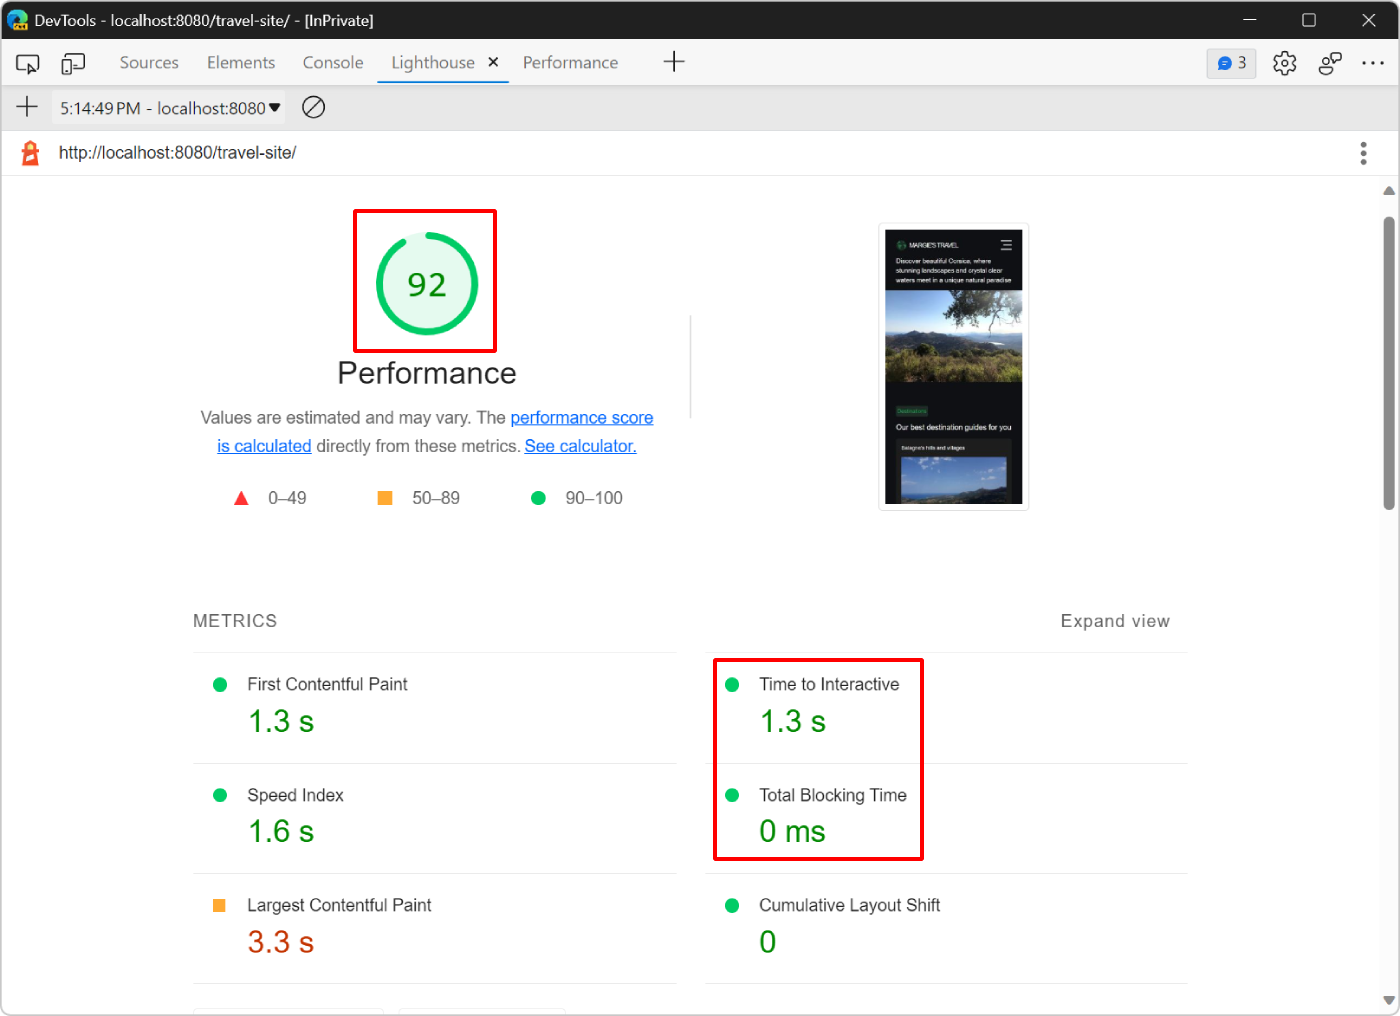 DevTools - localhost:8080/travel-site/ - [InPrivate]
Sources Elements Console Lighthouse Performance
3
5:14:49 PM - localhost:8080
http://localhost:8080/travel-site/
92
Performance
Values are estimated and may vary. The performance score
is calculated directly from these metrics. See calculator.
0–49 50–89 90–100
MARGIE'S TRAVEL
Discover beautiful Corsica, where
stunning landscapes and crystal clear
waters meet in a unique natural paradise
Destinations
Our best destination guides for you
Balagne's hills and villages
METRICS
Expand view
First Contentful Paint
1.3 s
Time to Interactive
1.3 s
Speed Index
1.6 s
Total Blocking Time
0 ms
Largest Contentful Paint
3.3 s
Cumulative Layout Shift
0